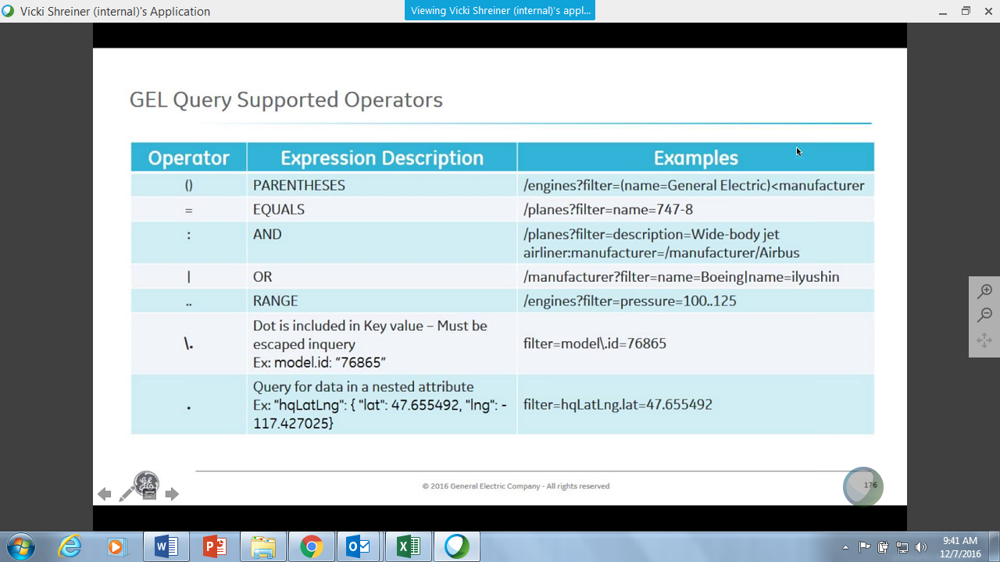 Vicki Shreiner (internal)'s Application
Viewing Vicki Shreiner (internal)'s appl...
GEL Query Supported Operators
Operator Expression Description Examples
() PARENTHESES /engines?filter=(name=General Electric)<manufacturer
= EQUALS /planes?filter=name=747-8
: AND /planes?filter=description=Wide-body jet
airliner:manufacturer=/manufacturer/Airbus
| OR /manufacturer?filter=name=Boeing|name=ilyushin
.. RANGE /engines?filter=pressure=100..125
Dot is included in Key value – Must be
\. escaped inquery filter=model\.id=76865
Ex: model.id: “76865”
Query for data in a nested attribute
. Ex: "hqLatLng": { "lat": 47.655492, "lng": - filter=hqLatLng.lat=47.655492
117.427025}
© 2016 General Electric Company - All rights reserved
176
9:41 AM
12/7/2016